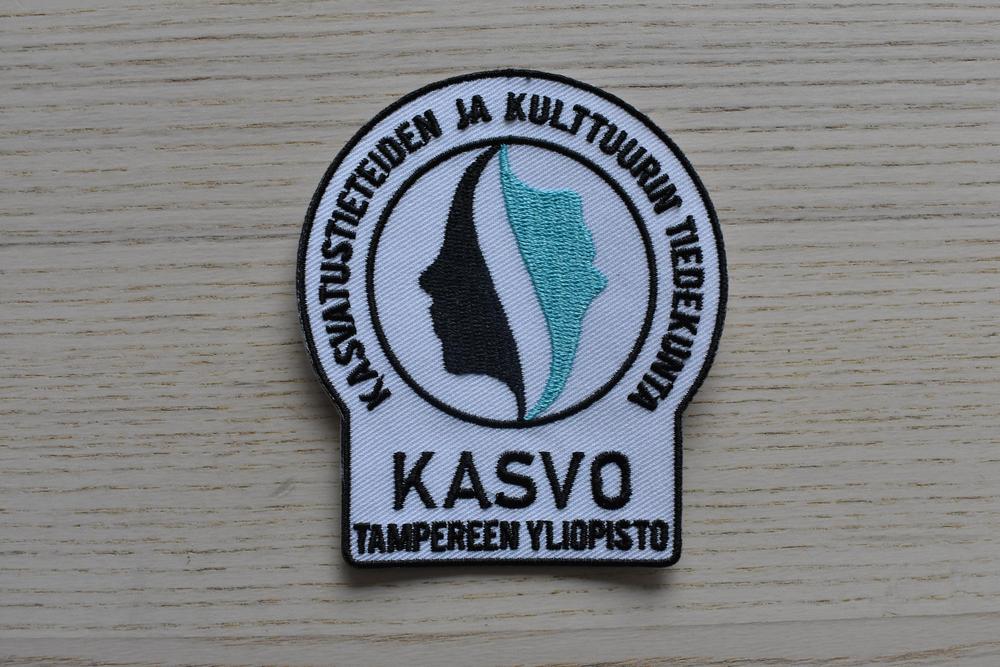 KASVATUSTIETEIDEN JA KULTTUURIN TIEDEKUNTA
KASVO
TAMPEREEN YLIOPISTO